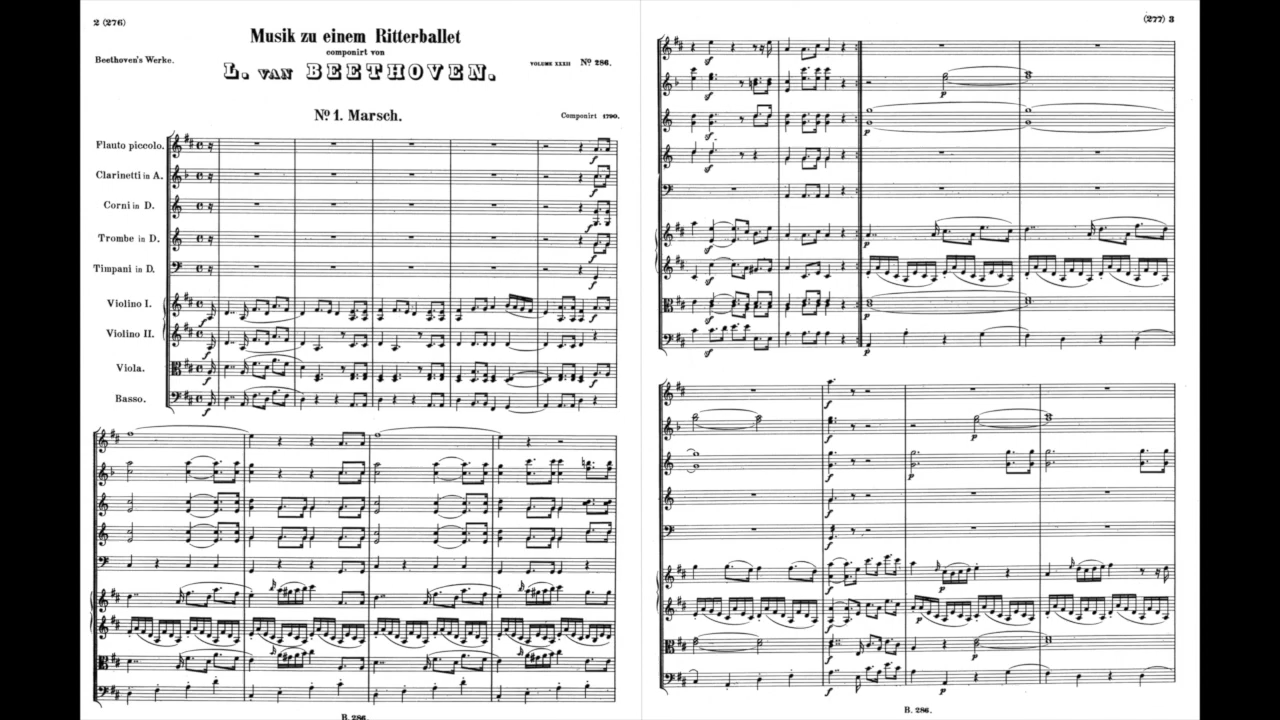 2 (276)
Musik zu einem Ritterballet
componirt von
Beethoven's Werke.
L. VAN BEETHOVEN.
VOLUME XXXII Nº 286.
Nº 1. Marsch.
Componirt 1790.
Flauto piccolo.
Clarinetti in A.
Corni in D.
Trombe in D.
Timpani in D.
Violino I.
Violino II.
Viola.
Basso.
f
f
f
f
f
f
f
f
B. 286.
(277) 3
f
f
f
f
f
f
f
f
p
p
p
p
p
p
f
f
f
f
f
f
f
f
p
p
p
p
p
B. 286.